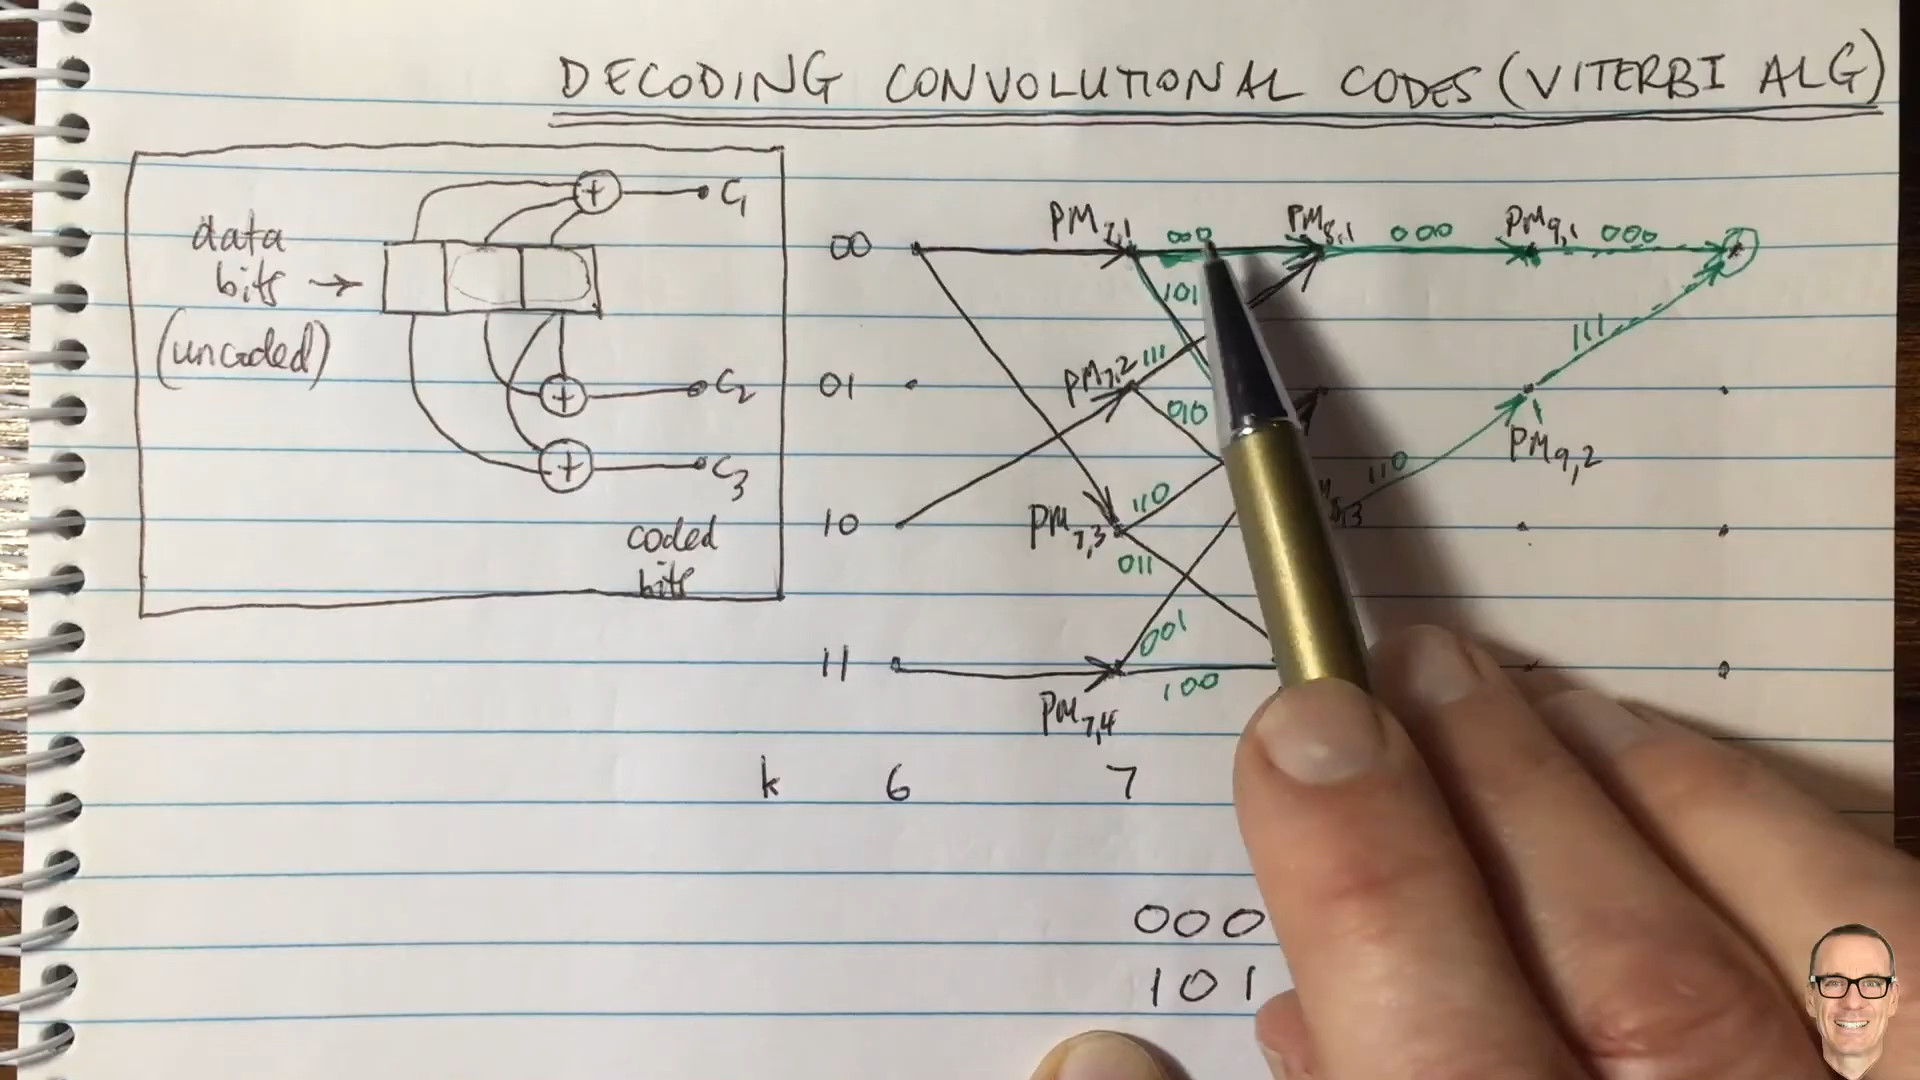 DECODING CONVOLUTIONAL CODES (VITERBI ALG)
data
bits →
(uncoded)
+
C1
+
C2
+
C3
coded
bits
00
01
10
11
PM7,1
000
PM8,1
000
PM9,1
000
101
PM7,2
111
010
111
PM9,2
110
PM7,3
110
011
8,3
001
100
PM7,4
k 6 7
000
101